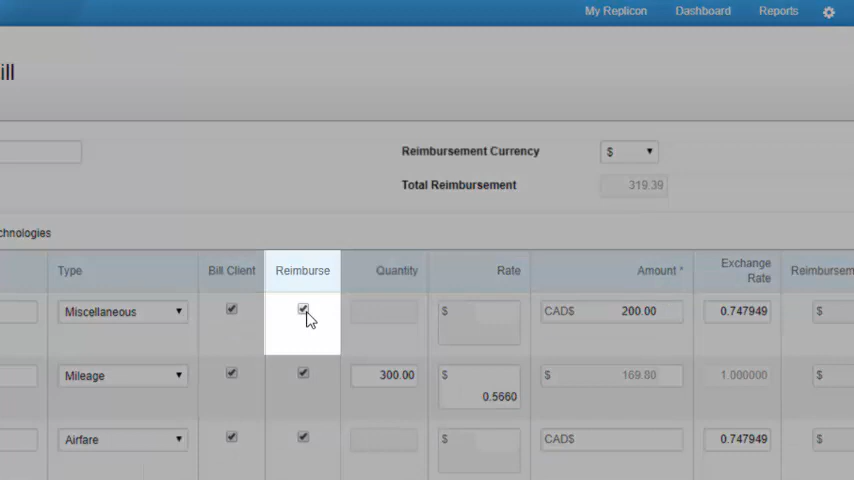 My Replicon Dashboard Reports
ill
Reimbursement Currency $
Total Reimbursement 319.39
chnologies
Type Bill Client Reimburse Quantity Rate Amount * Exchange Rate Reimbursem
Miscellaneous $ CAD$ 200.00 0.747949 $
Mileage 300.00 $ 0.5660 $ 169.80 1.000000 $
Airfare $ CAD$ 0.747949 $